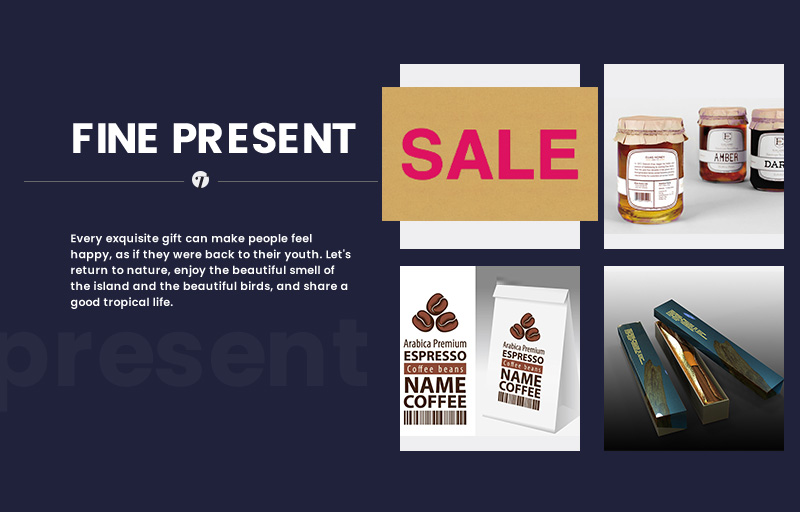 FINE PRESENT
Every exquisite gift can make people feel
happy, as if they were back to their youth. Let's
return to nature, enjoy the beautiful smell of
the island and the beautiful birds, and share a
good tropical life.
present
SALE
E
AMBER
E
DAR
Arabica Premium
ESPRESSO
Coffee beans
NAME
COFFEE
Arabica Premium
ESPRESSO
Coffee beans
NAME
COFFEE